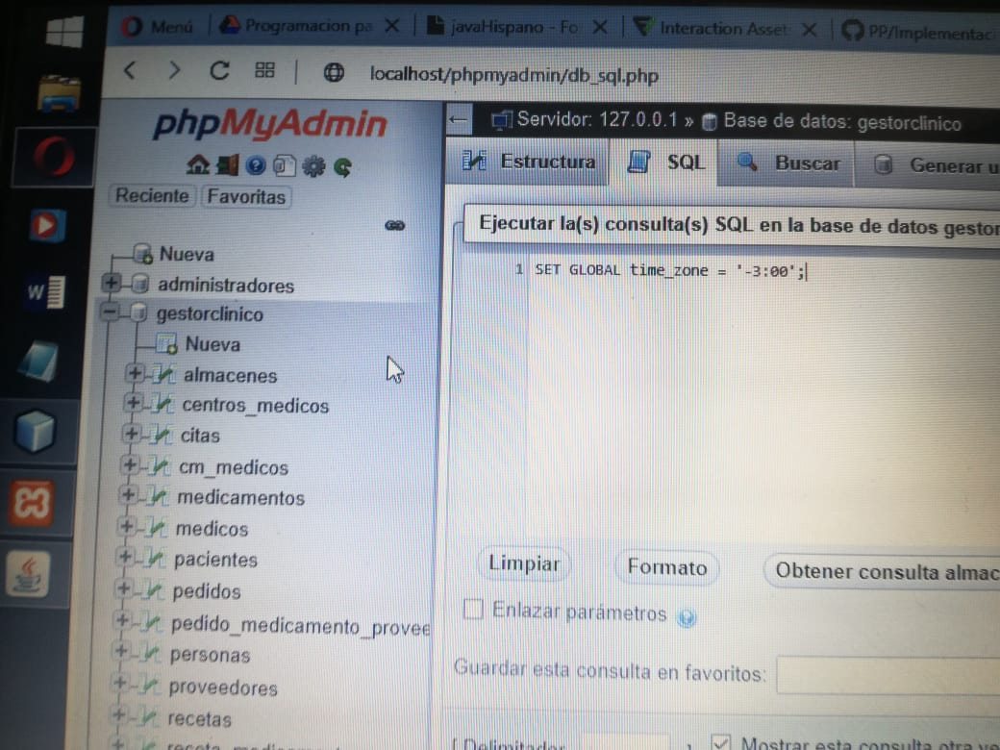 Menú
Programacion pa
javaHispano - Fo
Interaction Asset
PP/Implementac
localhost/phpmyadmin/db_sql.php
phpMyAdmin
Servidor: 127.0.0.1 » Base de datos: gestorclinico
Estructura
SQL
Buscar
Generar u
Reciente
Favoritas
Ejecutar la(s) consulta(s) SQL en la base de datos gestor
Nueva
administradores
gestorclinico
Nueva
almacenes
centros_medicos
citas
cm_medicos
medicamentos
medicos
pacientes
pedidos
pedido_medicamento_provee
personas
proveedores
recetas
1 SET GLOBAL time_zone = '-3:00';
Limpiar
Formato
Obtener consulta almac
Enlazar parámetros
Guardar esta consulta en favoritos:
[ Delimitador
Mostrar esta consulta otra ve
W